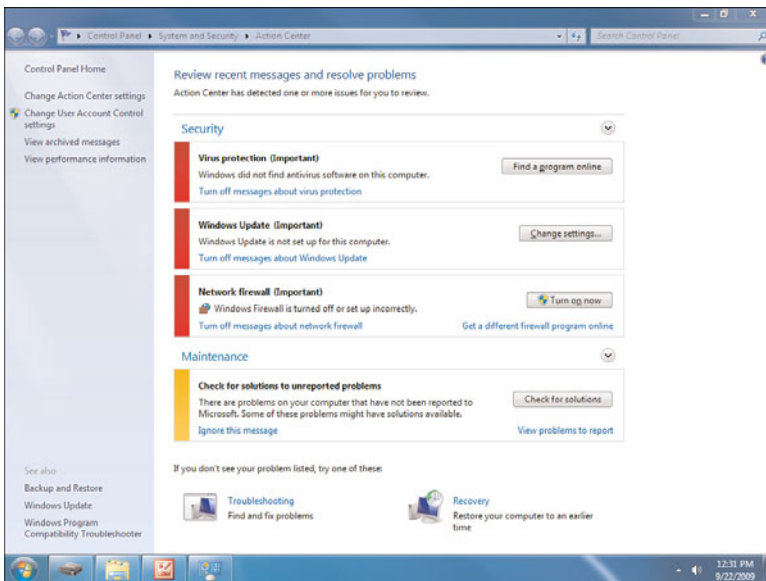 Control Panel System and Security Action Center
Search Control Panel
Control Panel Home
Change Action Center settings
Change User Account Control
settings
View archived messages
View performance information
See also
Backup and Restore
Windows Update
Windows Program
Compatibility Troubleshooter
Review recent messages and resolve problems
Action Center has detected one or more issues for you to review.
Security
Virus protection (Important)
Windows did not find antivirus software on this computer.
Find a program online
Turn off messages about virus protection
Windows Update (Important)
Windows Update is not set up for this computer.
Change settings...
Turn off messages about Windows Update
Network firewall (Important)
Windows Firewall is turned off or set up incorrectly.
Turn on now
Turn off messages about network firewall
Get a different firewall program online
Maintenance
Check for solutions to unreported problems
There are problems on your computer that have not been reported to
Microsoft. Some of these problems might have solutions available.
Check for solutions
Ignore this message
View problems to report
If you don't see your problem listed, try one of these:
Troubleshooting
Find and fix problems
Recovery
Restore your computer to an earlier
time
12:31 PM
9/22/2009